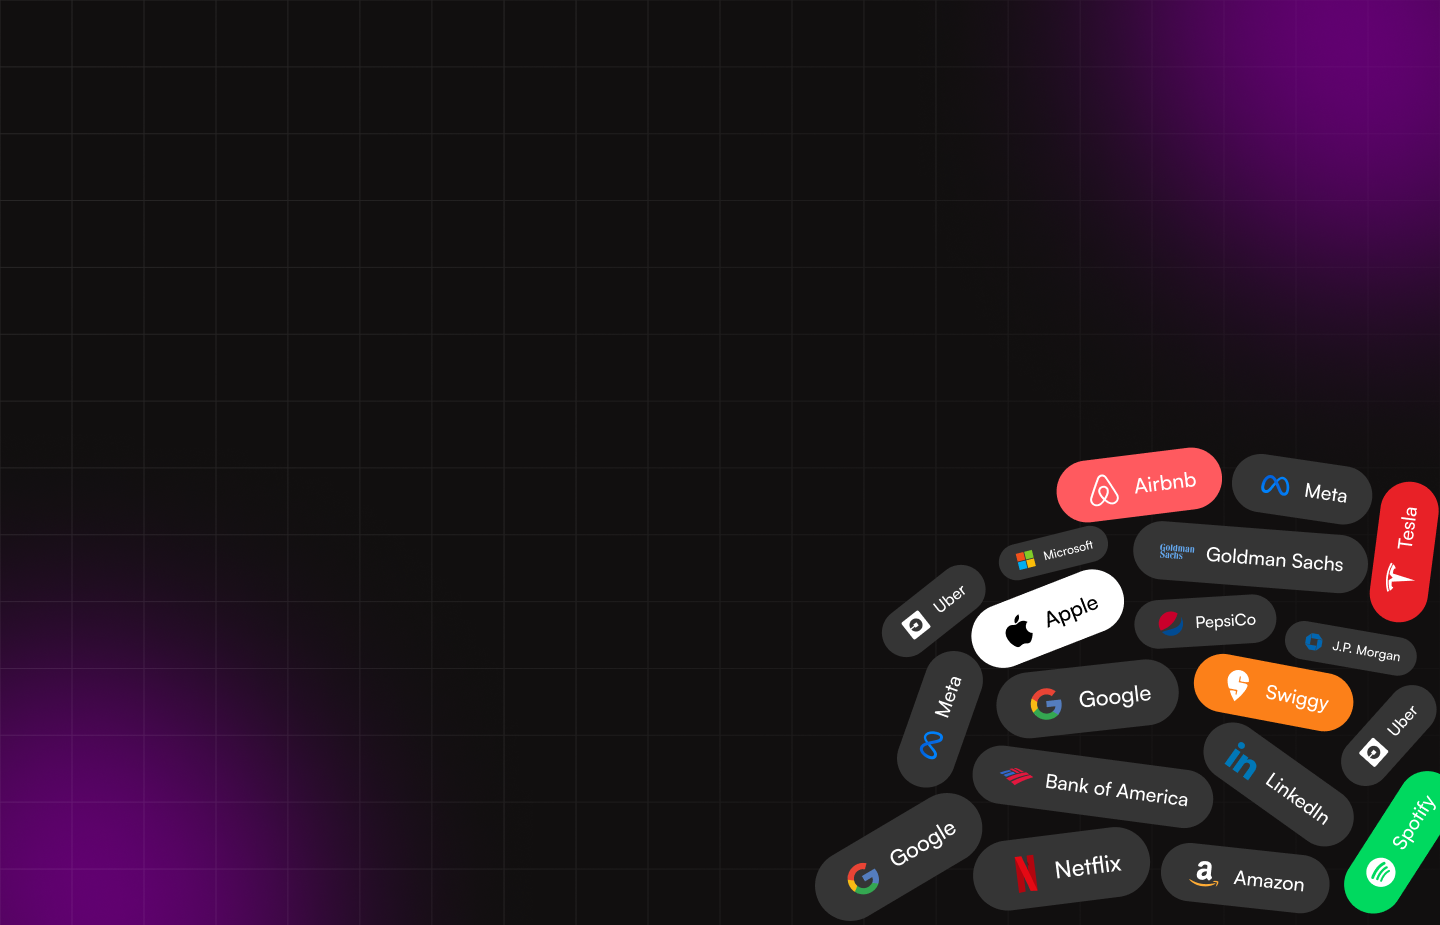 Airbnb
Meta
Tesla
Microsoft
Goldman
Sachs
Goldman Sachs
Uber
Apple
PepsiCo
J.P. Morgan
Meta
Google
Swiggy
Uber
Bank of America
LinkedIn
Spotify
Google
Netflix
a
Amazon